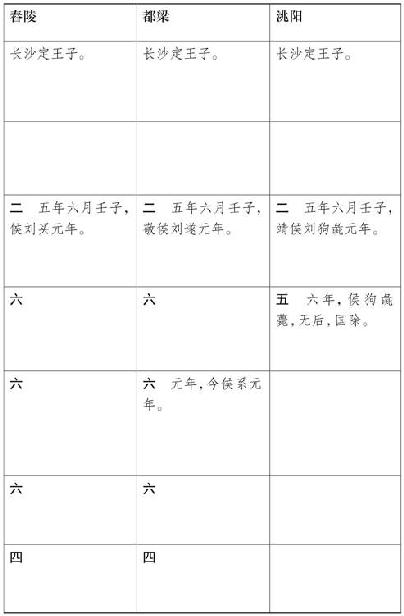 舂陵
都梁
洮阳
长沙定王子。
长沙定王子。
长沙定王子。
二 五年六月壬子，
侯刘买元年。
二 五年六月壬子，
敬侯刘遂元年。
二 五年六月壬子，
靖侯刘狗彘元年。
六
六
五 六年，侯狗彘
薨，无后，国除。
六
六 元年，今侯系元
年。
六
六
四
四